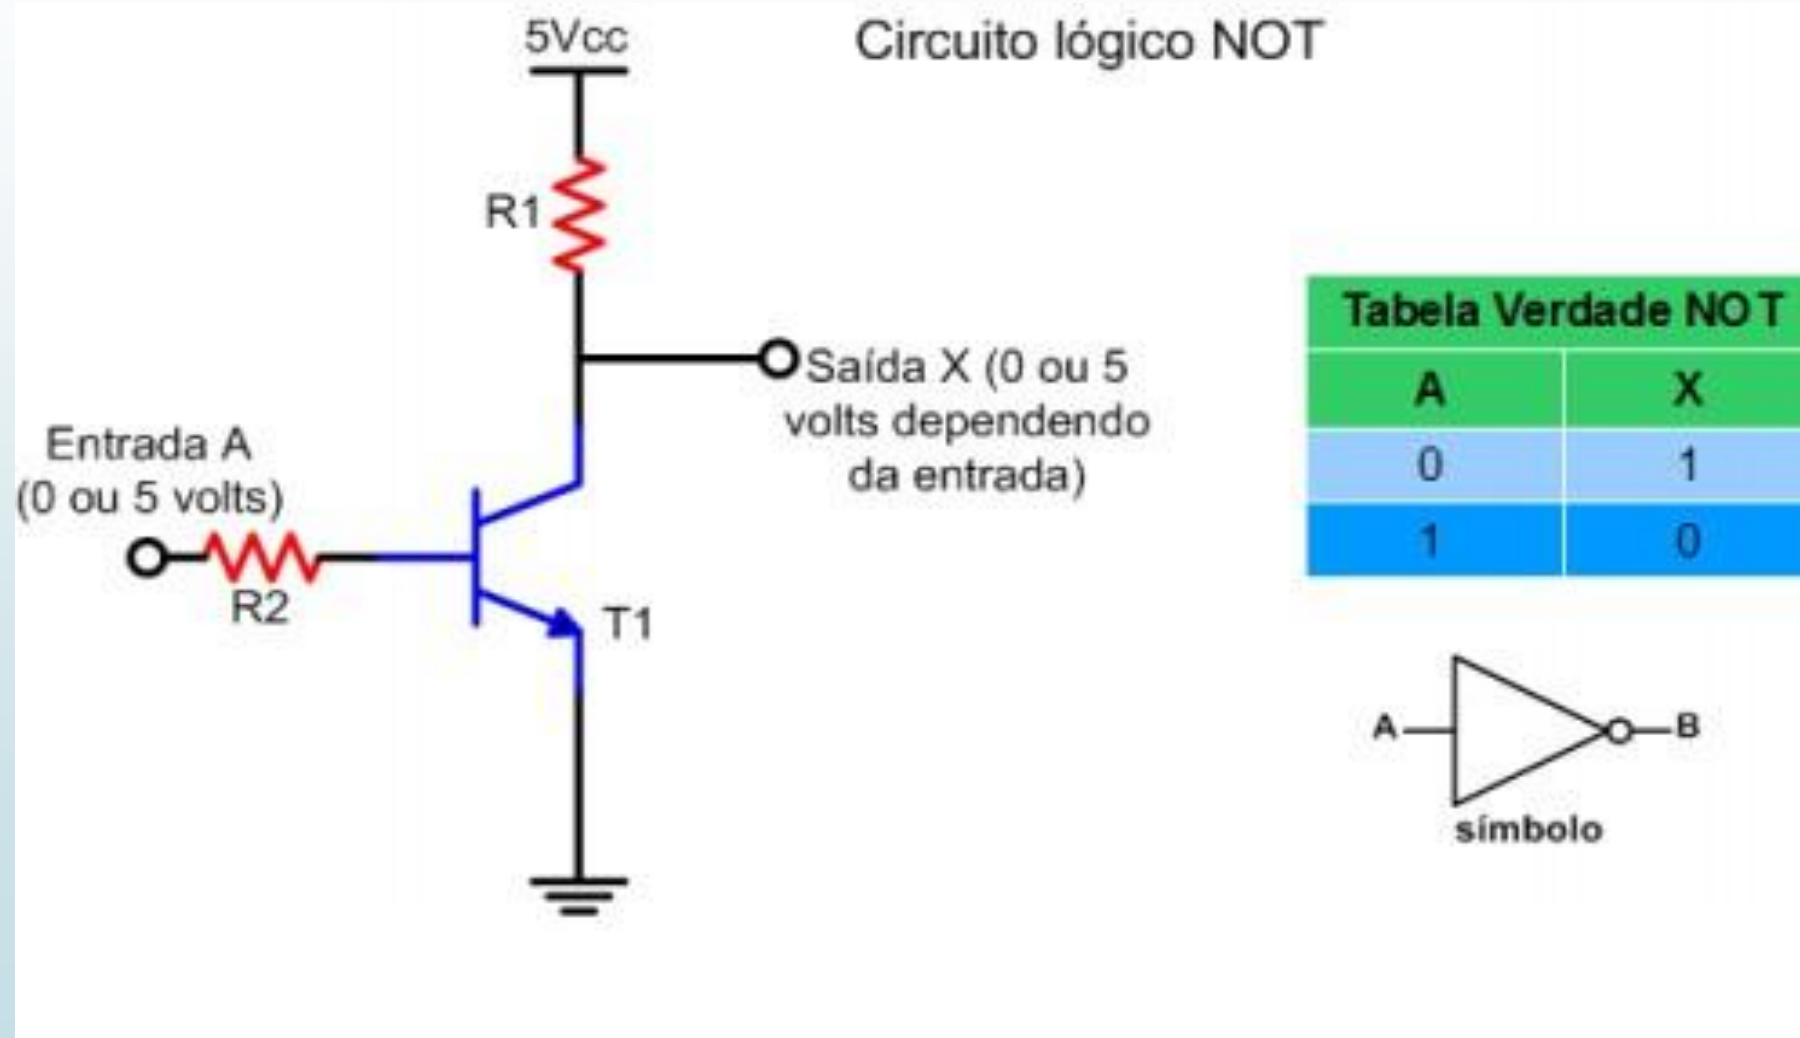 5Vcc
Circuito lógico NOT
R1
Saída X (0 ou 5
volts dependendo
da entrada)
Entrada A
(0 ou 5 volts)
R2
T1
Tabela Verdade NOT
A X
0 1
1 0
A B
símbolo